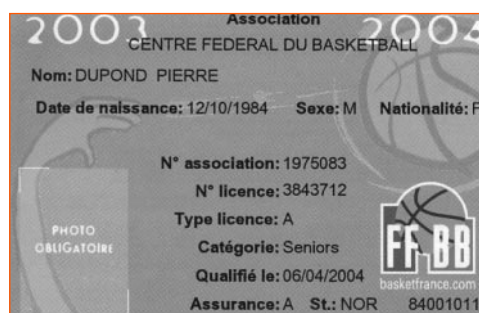 2003 Association 2004
CENTRE FEDERAL DU BASKETBALL
Nom: DUPOND PIERRE
Date de naissance: 12/10/1984 Sexe: M Nationalité: F
N° association: 1975083
N° licence: 3843712
Type licence: A
PHOTO
OBLIGATOIRE
Catégorie: Seniors
FFBB
Qualifié le: 06/04/2004
basketfrance.com
Assurance: A St.: NOR 84001011